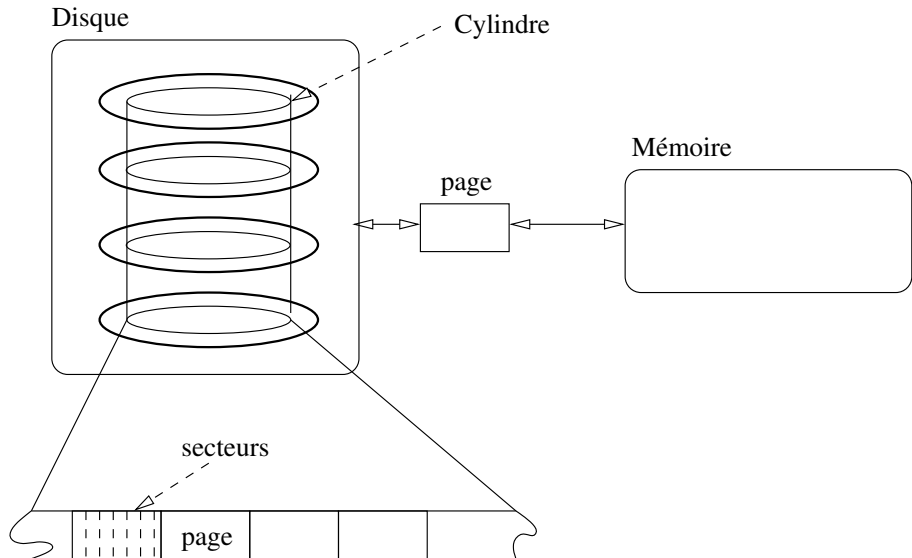 Disque
Cylindre
Mémoire
page
secteurs
page